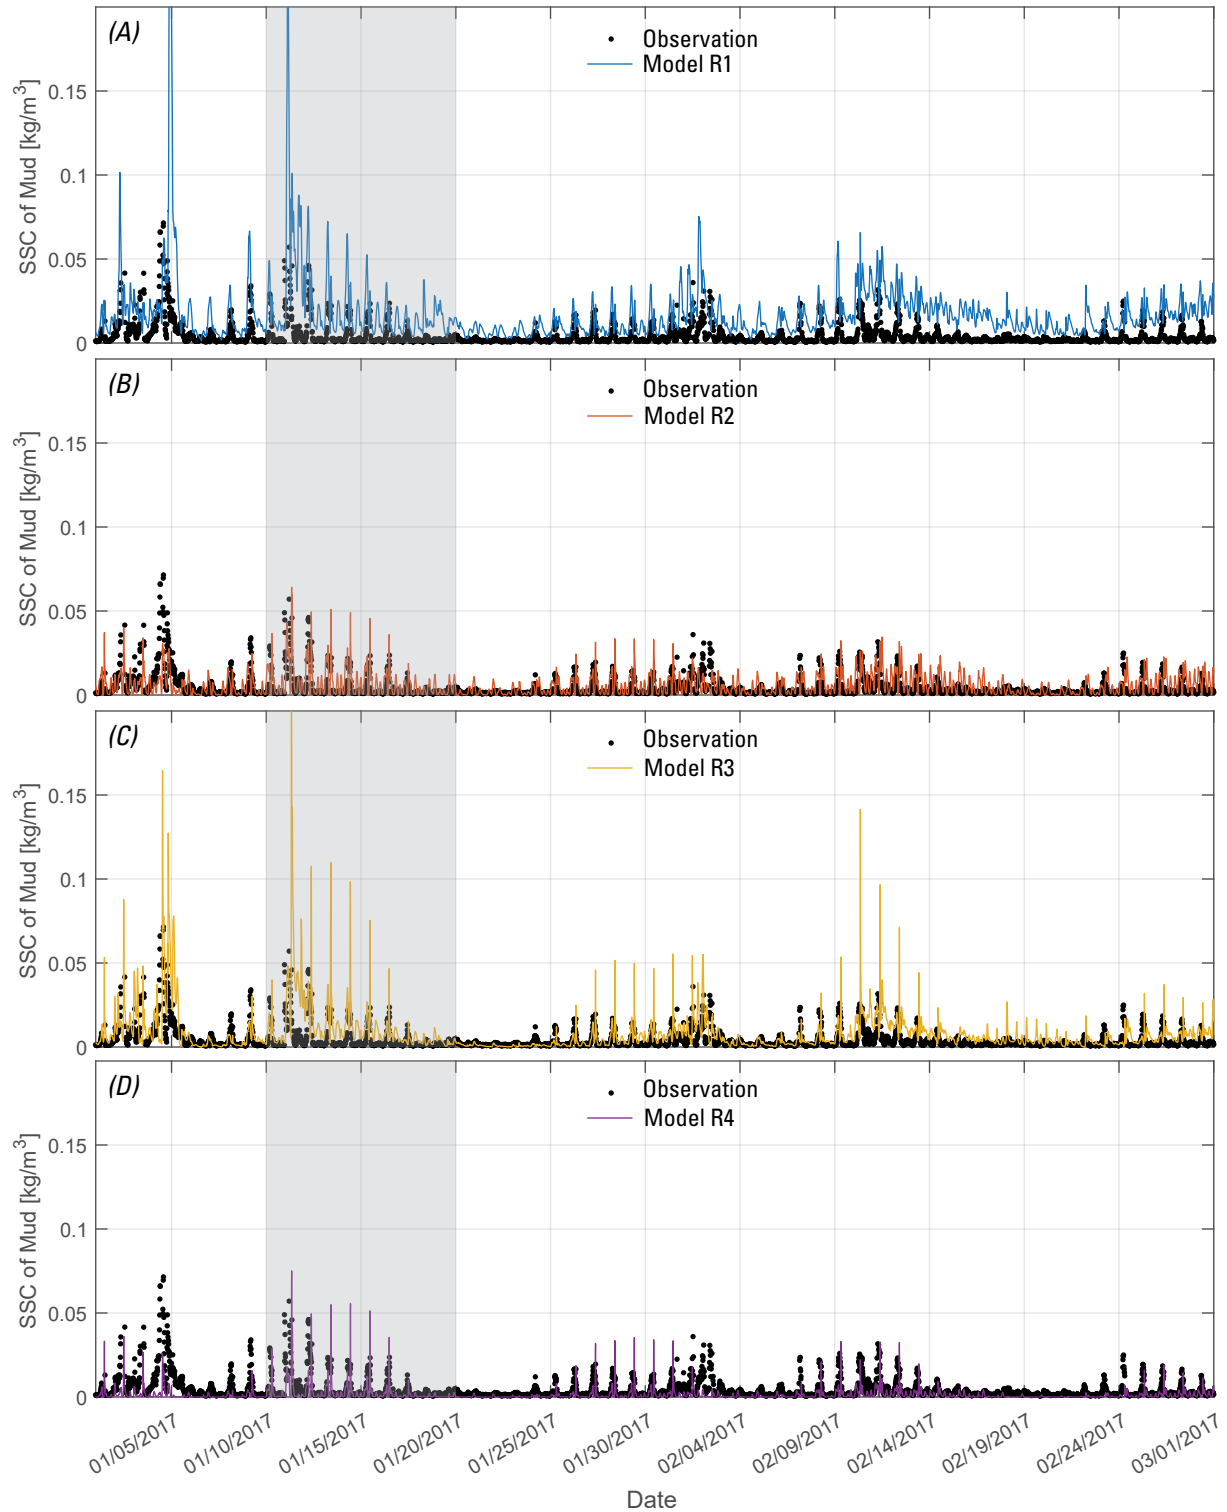 (A)
Observation
Model R1
0.15
0.1
0.05
0
SSC of Mud [kg/m³]
(B)
Observation
Model R2
0.15
0.1
0.05
0
SSC of Mud [kg/m³]
(C)
Observation
Model R3
0.15
0.1
0.05
0
SSC of Mud [kg/m³]
(D)
Observation
Model R4
0.15
0.1
0.05
0
SSC of Mud [kg/m³]
01/05/2017
01/10/2017
01/15/2017
01/20/2017
01/25/2017
01/30/2017
02/04/2017
02/09/2017
02/14/2017
02/19/2017
02/24/2017
03/01/2017
Date